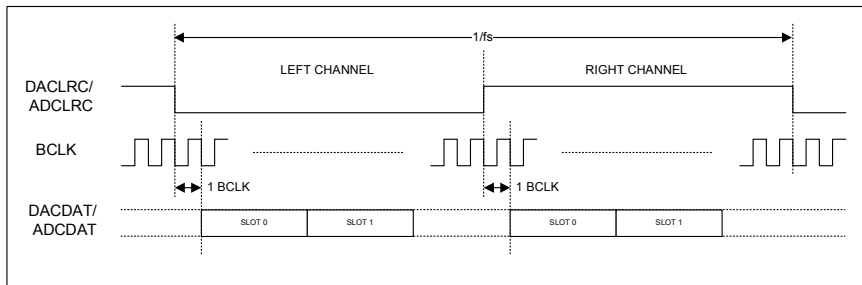 1/fs
LEFT CHANNEL
RIGHT CHANNEL
DACLRC/
ADCLRC
BCLK
1 BCLK
1 BCLK
DACDAT/
ADCDAT
SLOT 0
SLOT 1
SLOT 0
SLOT 1